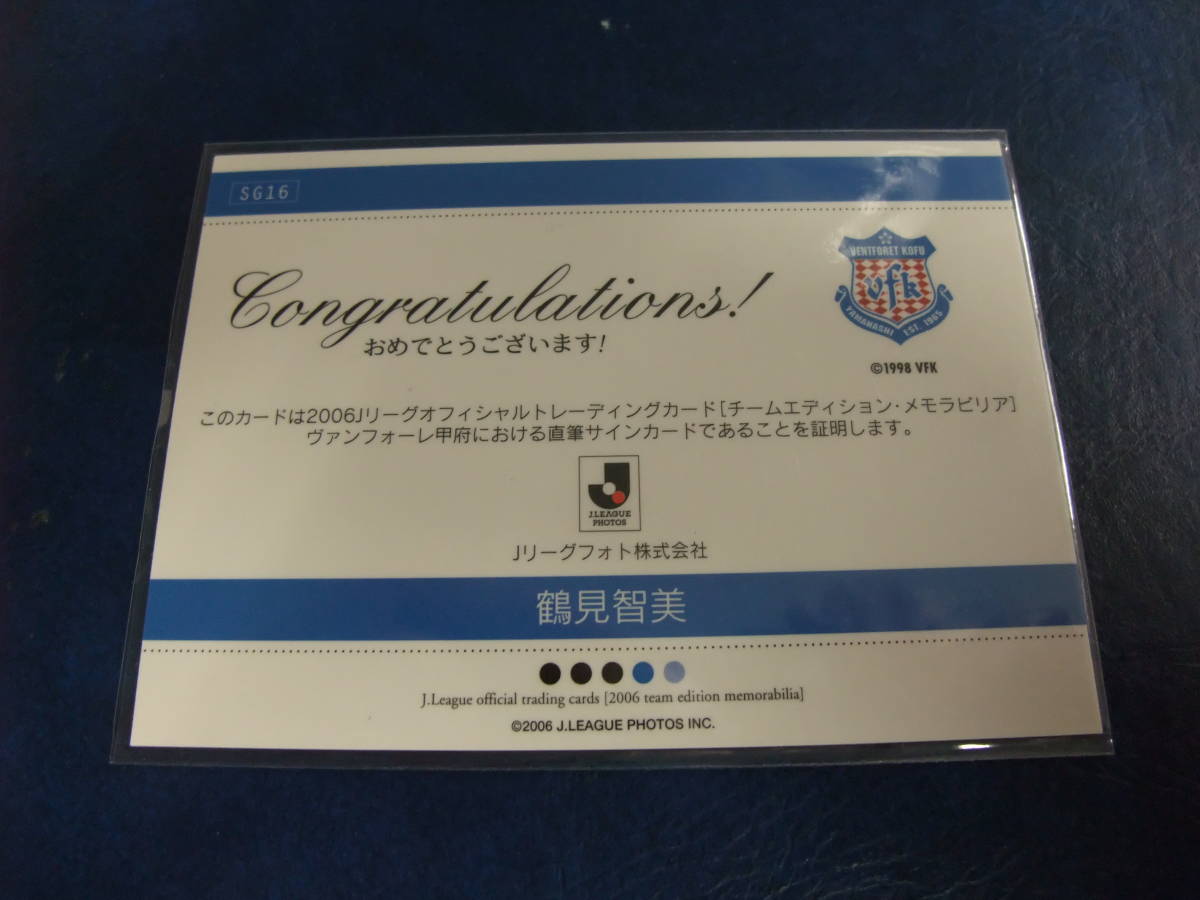 SG16
Congratulations!
おめでとうございます!
VENTFORET KOFU
vfk
YAMANASHI EST. 1965
©1998 VFK
このカードは2006Jリーグオフィシャルトレーディングカード[チームエディション・メモラビリア]
ヴァンフォーレ甲府における直筆サインカードであることを証明します。
J.LEAGUE
PHOTOS
Jリーグフォト株式会社
鶴見智美
J.League official trading cards [2006 team edition memorabilia]
©2006 J.LEAGUE PHOTOS INC.